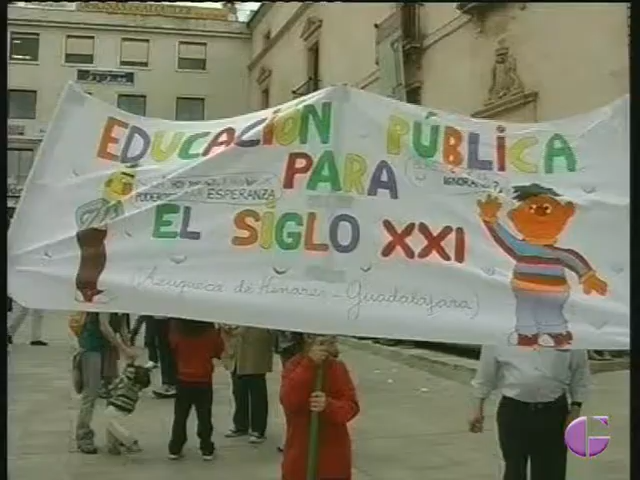 EDUCACIÓN PÚBLICA
PARA
ESPERANZA
EL SIGLO XXI
(Azuqueca de Henares - Guadalajara)
G